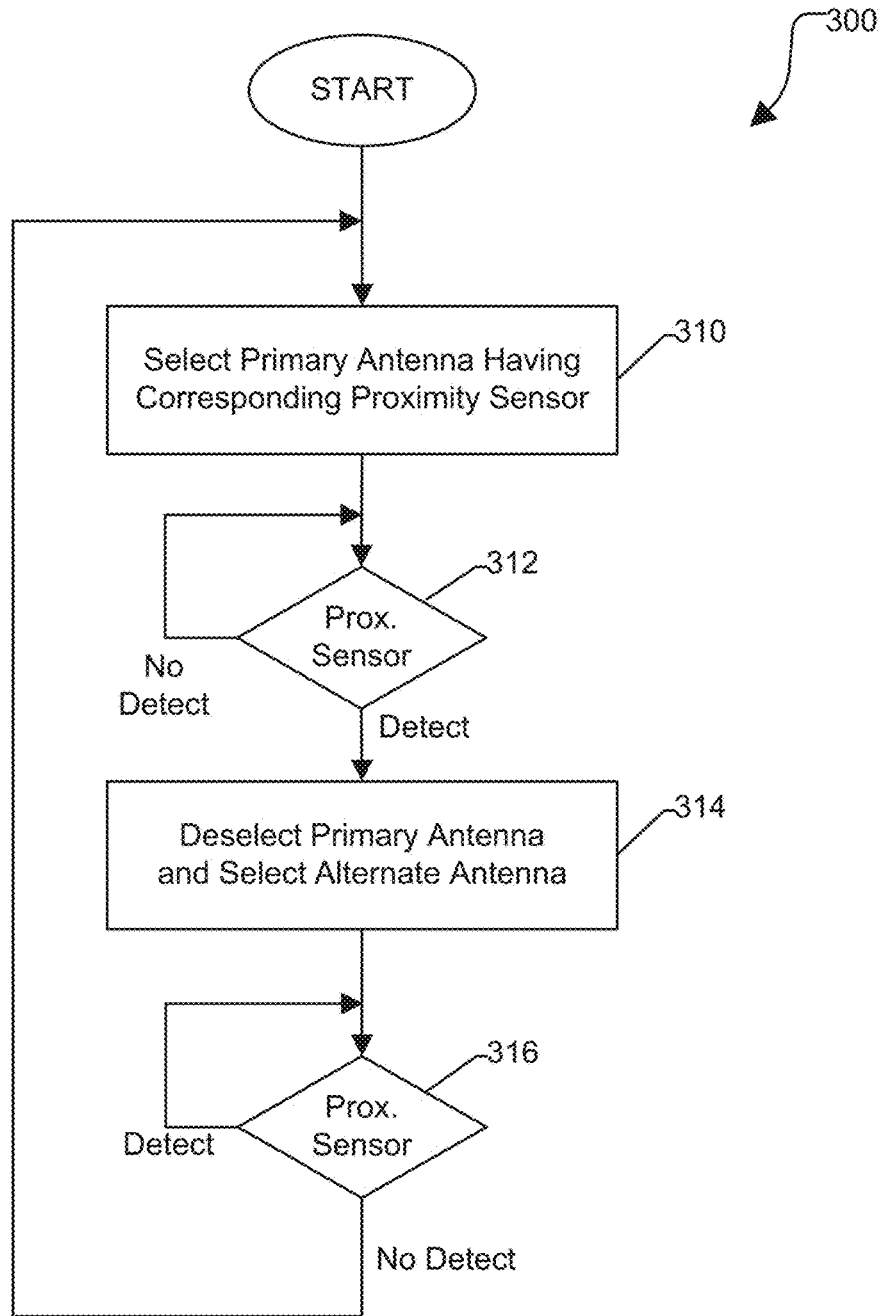 300
START
Select Primary Antenna Having
Corresponding Proximity Sensor
310
312
Prox.
Sensor
No
Detect
Detect
Deselect Primary Antenna
and Select Alternate Antenna
314
316
Prox.
Sensor
Detect
No Detect